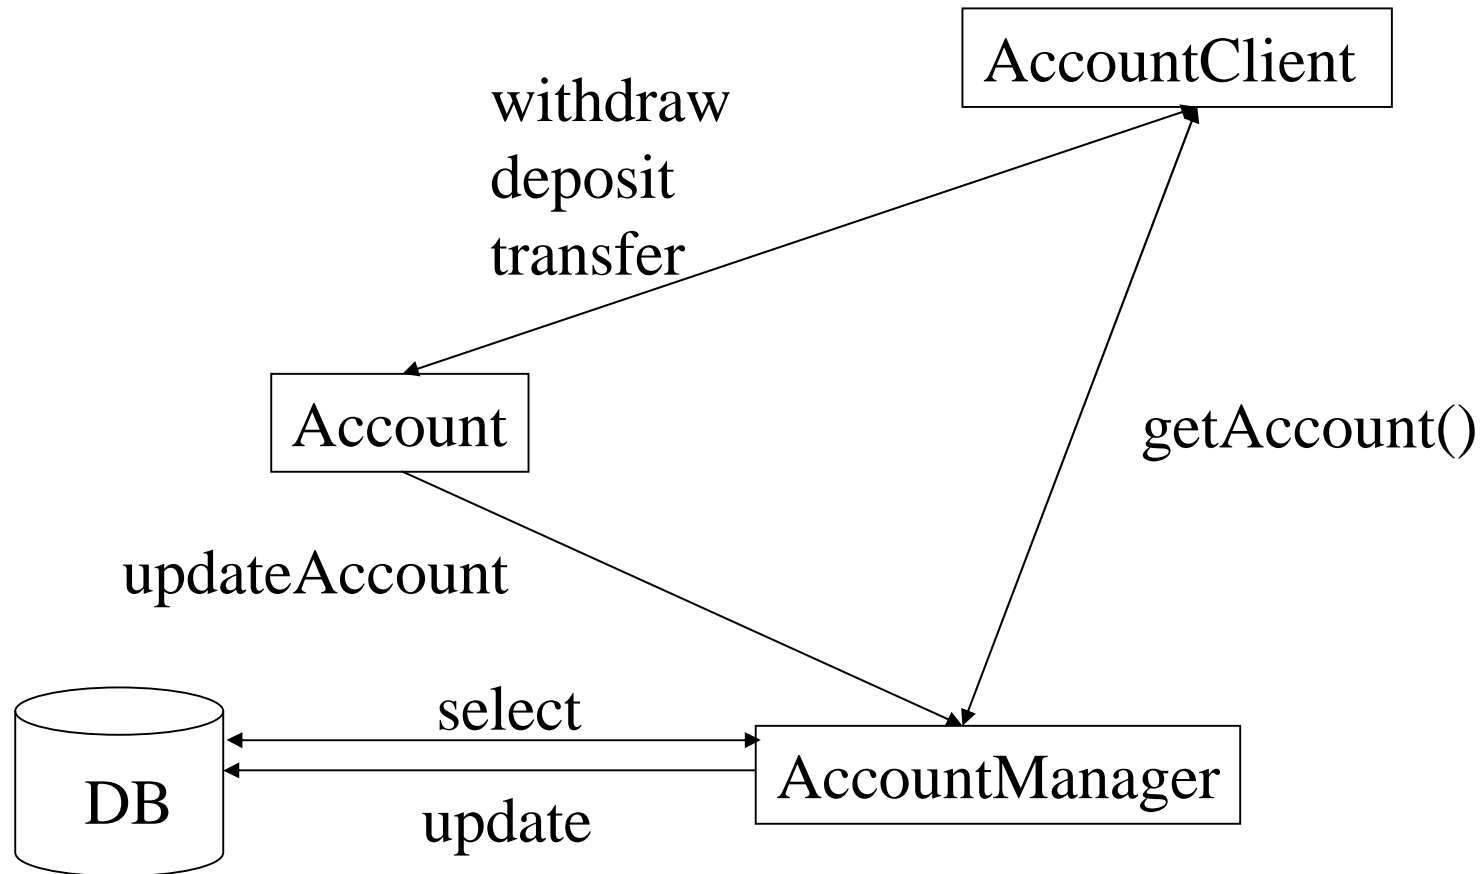 AccountClient
withdraw
deposit
transfer
Account
getAccount()
updateAccount
select
AccountManager
DB
update